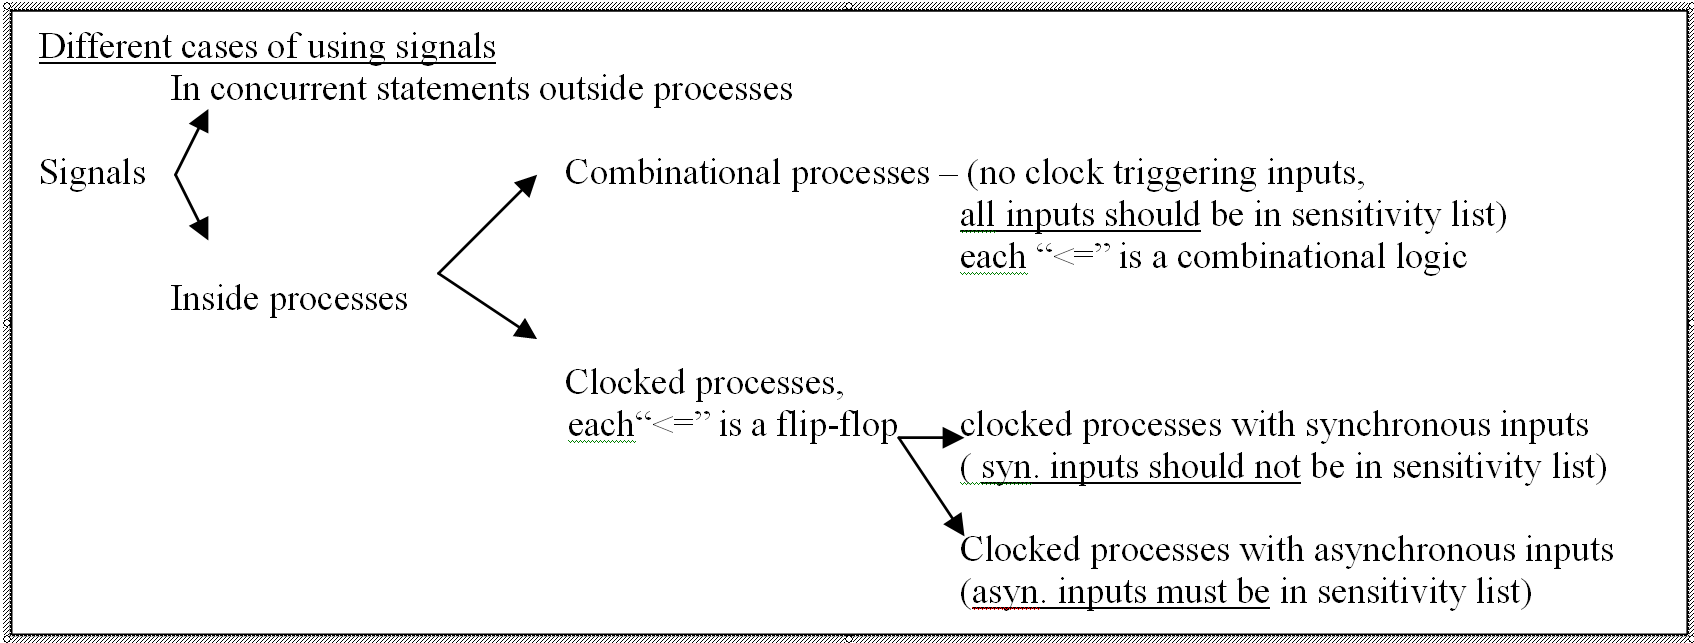 Different cases of using signals
In concurrent statements outside processes
Signals
Combinational processes – (no clock triggering inputs,
all inputs should be in sensitivity list)
each “<=” is a combinational logic
Inside processes
Clocked processes,
each“<=” is a flip-flop
clocked processes with synchronous inputs
( syn. inputs should not be in sensitivity list)
Clocked processes with asynchronous inputs
(asyn. inputs must be in sensitivity list)